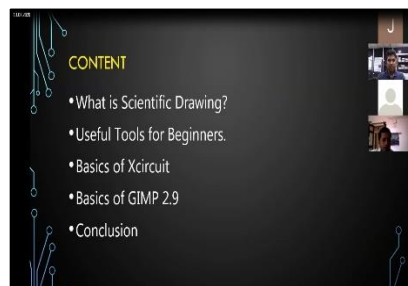 CONTENT
•What is Scientific Drawing?
•Useful Tools for Beginners.
•Basics of Xcircuit
•Basics of GIMP 2.9
•Conclusion
J